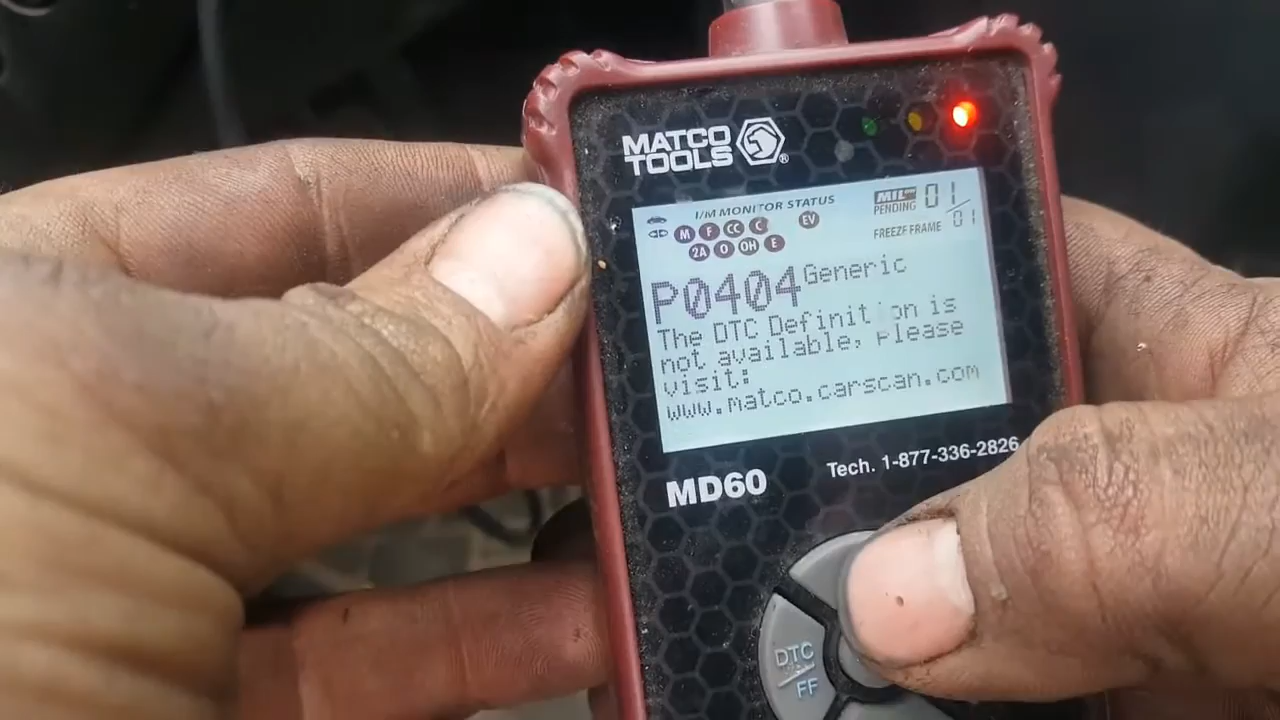 MATCO
TOOLS®
I/M MONITOR STATUS
MIL ON
PENDING
01/01
M F CC C EV
2A O OH E
FREEZE FRAME
P0404 Generic
The DTC Definition is
not available, please
visit:
www.matco.carscan.com
MD60
Tech. 1-877-336-2826
DTC
FF